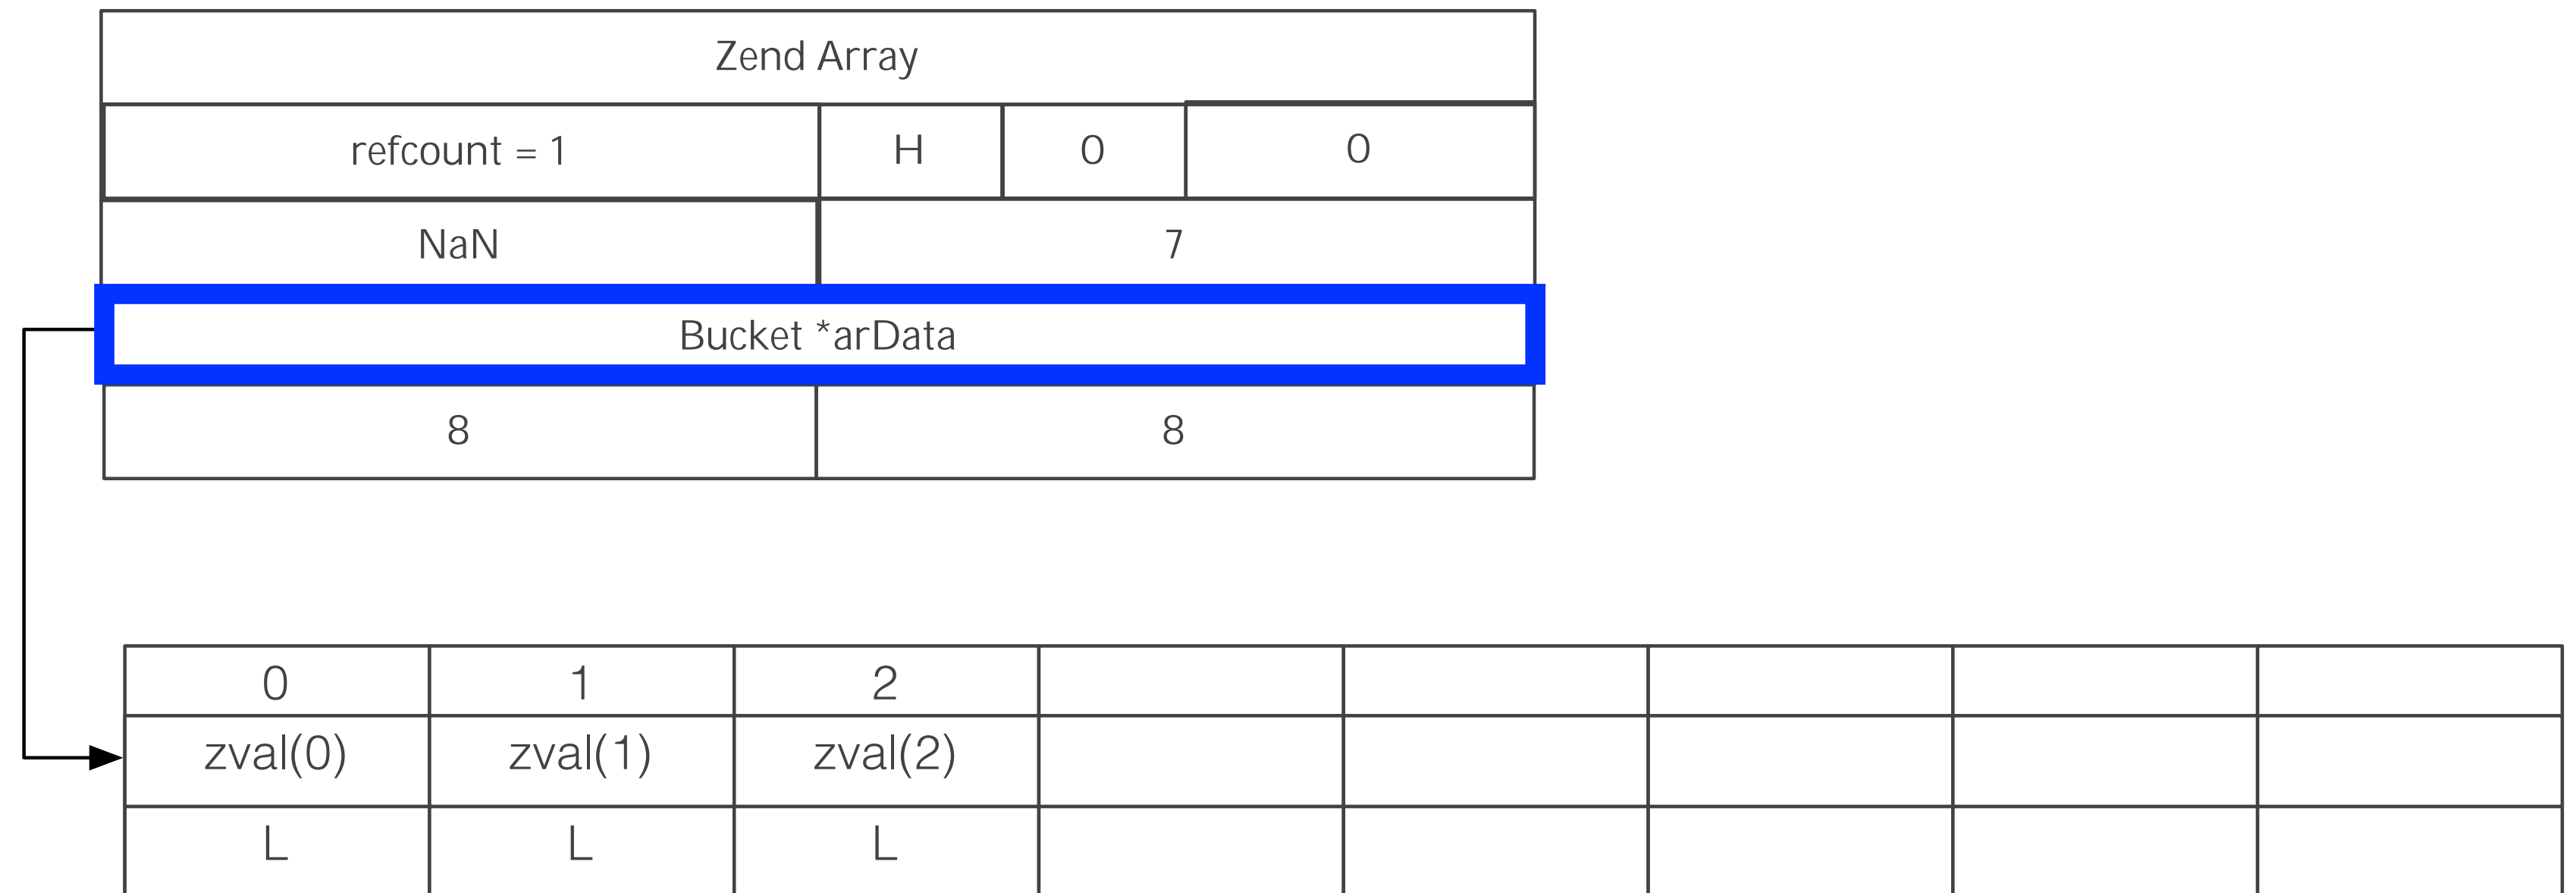 Zend Array
refcount = 1 H 0 0
NaN 7
Bucket *arData
8 8
0 1 2
zval(0) zval(1) zval(2)
L L L